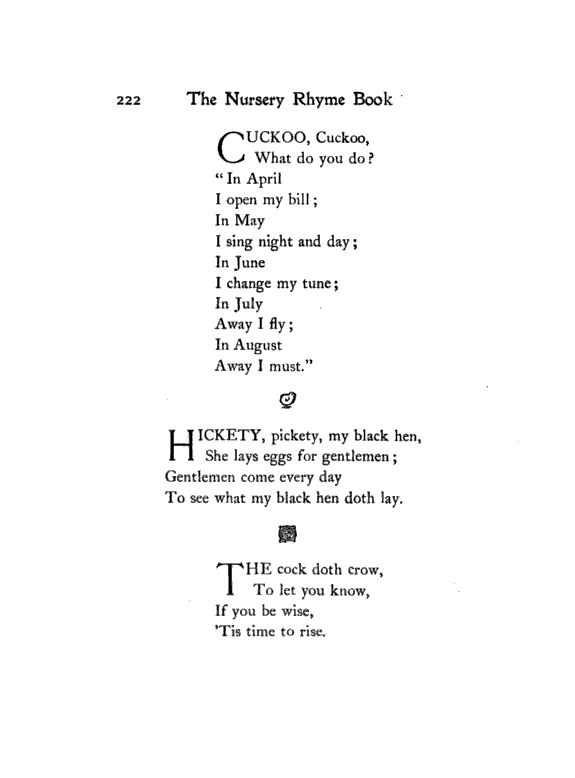 222 The Nursery Rhyme Book
CUCKOO, Cuckoo,
What do you do?
“ In April
I open my bill;
In May
I sing night and day;
In June
I change my tune;
In July
Away I fly;
In August
Away I must.”
HICKETY, pickety, my black hen,
She lays eggs for gentlemen;
Gentlemen come every day
To see what my black hen doth lay.
THE cock doth crow,
To let you know,
If you be wise,
’Tis time to rise.